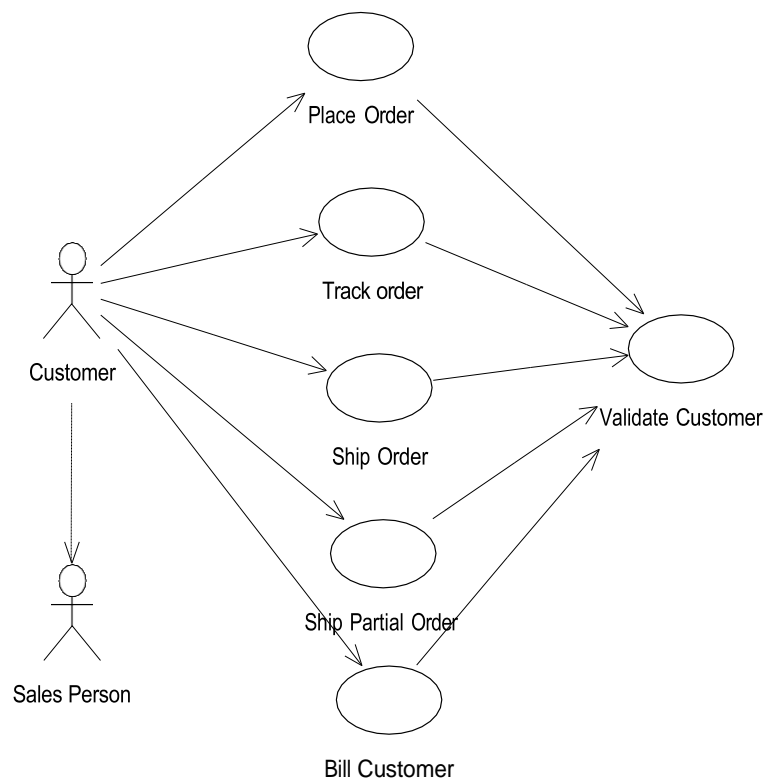 Place Order
Track order
Customer
Validate Customer
Ship Order
Ship Partial Order
Sales Person
Bill Customer